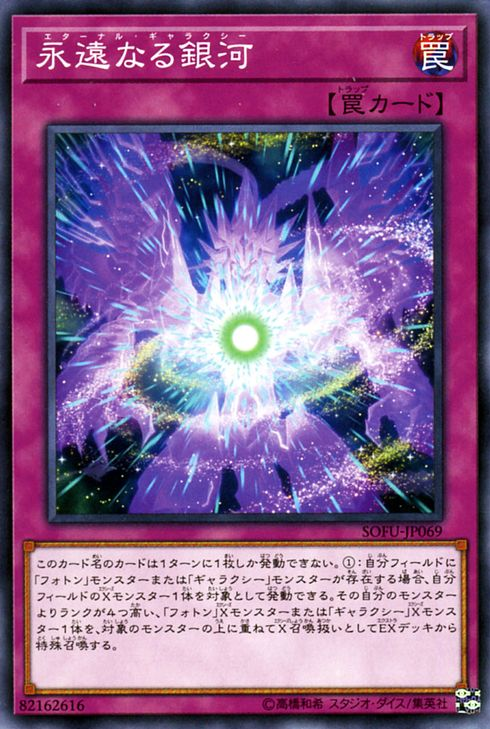 エターナル・ギャラクシー
永遠なる銀河
トラップ
罠
トラップ
【罠カード】
SOFU-JP069
このカード名のカードは1ターンに1枚しか発動できない。①:自分フィールドに
「フォトン」モンスターまたは「ギャラクシー」モンスターが存在する場合、自分
フィールドのXモンスター1体を対象として発動できる。その自分のモンスター
よりランクが4つ高い、「フォトン」Xモンスターまたは「ギャラクシー」Xモンス
ター1体を、対象のモンスターの上に重ねてX召喚扱いとしてEXデッキから
特殊召喚する。
82162616
©高橋和希 スタジオ・ダイス/集英社